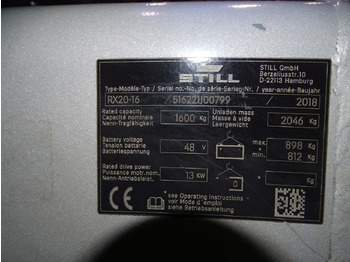 STILL
STILL GmbH
Berzeliusstr.10
D-22113 Hamburg
Type-Modèle-Typ / Serial no.-No. de série-Serien-Nr. / year-année-Baujahr
RX20-16 / 516221J00799 / 2018
Rated capacity
Capacité nominale
Nenn-Tragfähigkeit
1600 Kg
Unladen mass
Masse à vide
Leergewicht
2046 Kg
Battery voltage
Tension batterie
Batteriespannung
48 V
max 898 Kg
min 812 Kg
Rated drive power
Puissance motr.nom.
Nenn-Antriebsleist.
13 KW
* Kg
CE
*see Operating instructions
voir Mode d'emploi
siehe Betriebsanleitung